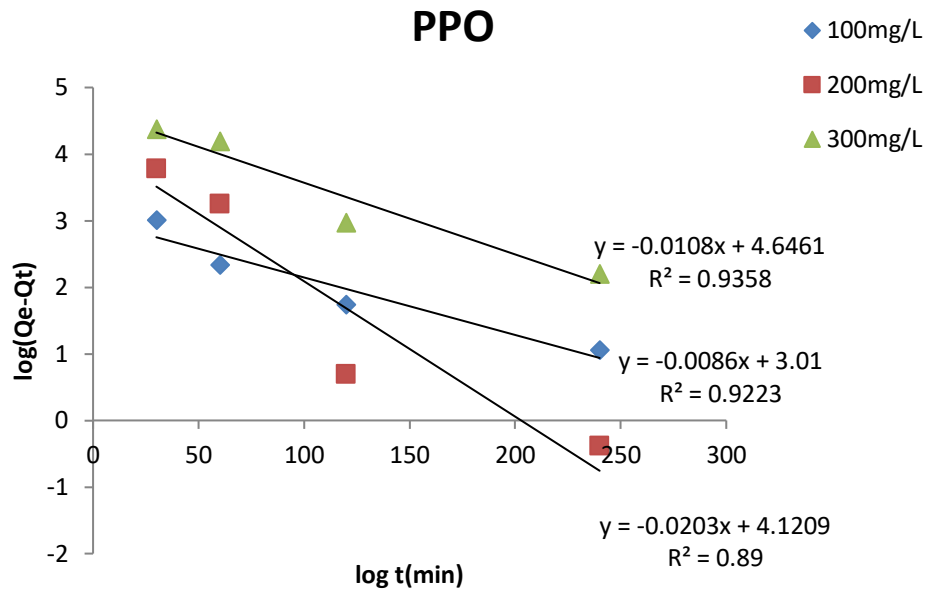 PPO
100mg/L
200mg/L
300mg/L
5
4
3
2
1
0
-1
-2
0
50
100
150
200
250
300
log(Qe-Qt)
log t(min)
y = -0.0108x + 4.6461
R² = 0.9358
y = -0.0086x + 3.01
R² = 0.9223
y = -0.0203x + 4.1209
R² = 0.89